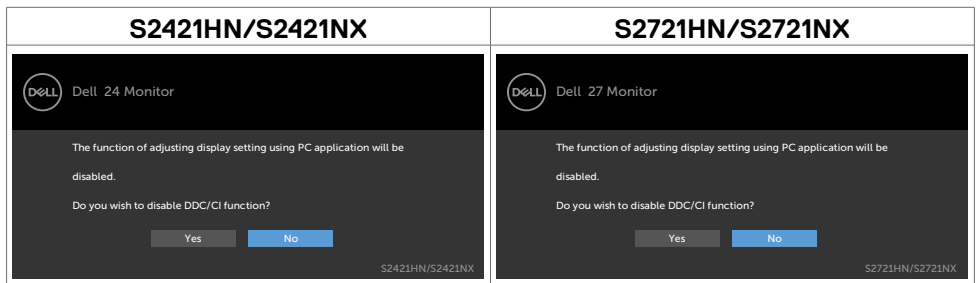 S2421HN/S2421NX
S2721HN/S2721NX
DELL
Dell 24 Monitor
The function of adjusting display setting using PC application will be
disabled.
Do you wish to disable DDC/CI function?
Yes
No
S2421HN/S2421NX
DELL
Dell 27 Monitor
The function of adjusting display setting using PC application will be
disabled.
Do you wish to disable DDC/CI function?
Yes
No
S2721HN/S2721NX